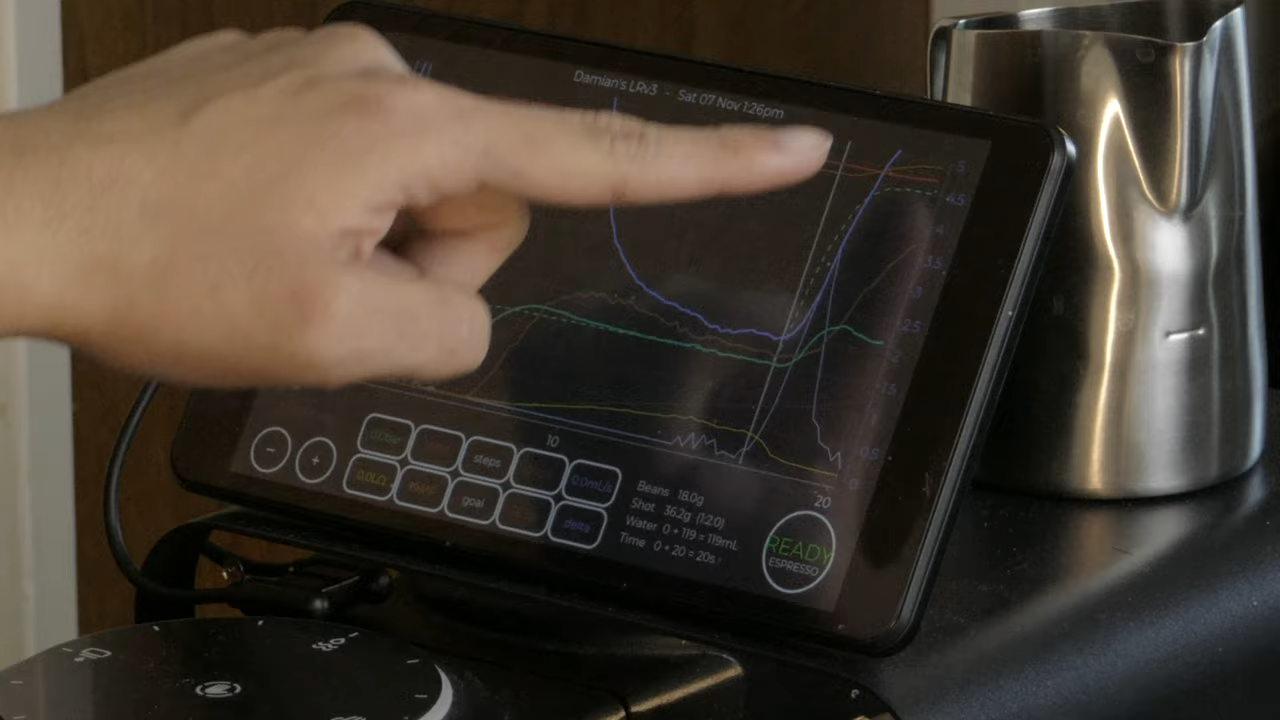 Damian's LRv3 - Sat 07 Nov 1:26pm
5
4.5
4
3.5
3
2.5
2
1.5
0.5
0
10
20
-
+
steps
0.0mL/s
goal
delta
Beans 18.0g
Shot 36.2g (1:2.0)
Water 0 + 119 = 119mL
Time 0 + 20 = 20s
READY
ESPRESSO